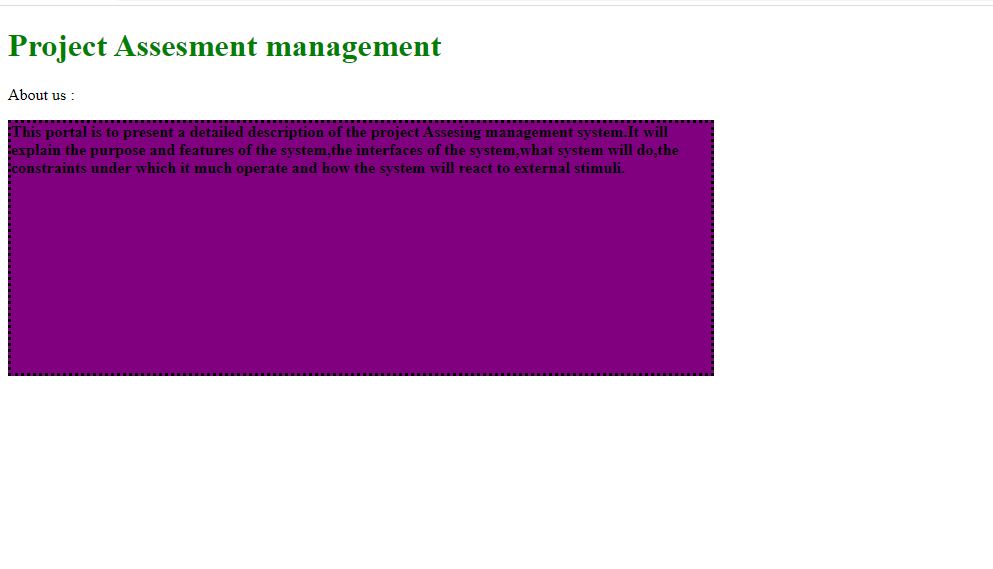 Project Assesment management
About us :
This portal is to present a detailed description of the project Assesing management system.It will
explain the purpose and features of the system,the interfaces of the system,what system will do,the
constraints under which it much operate and how the system will react to external stimuli.